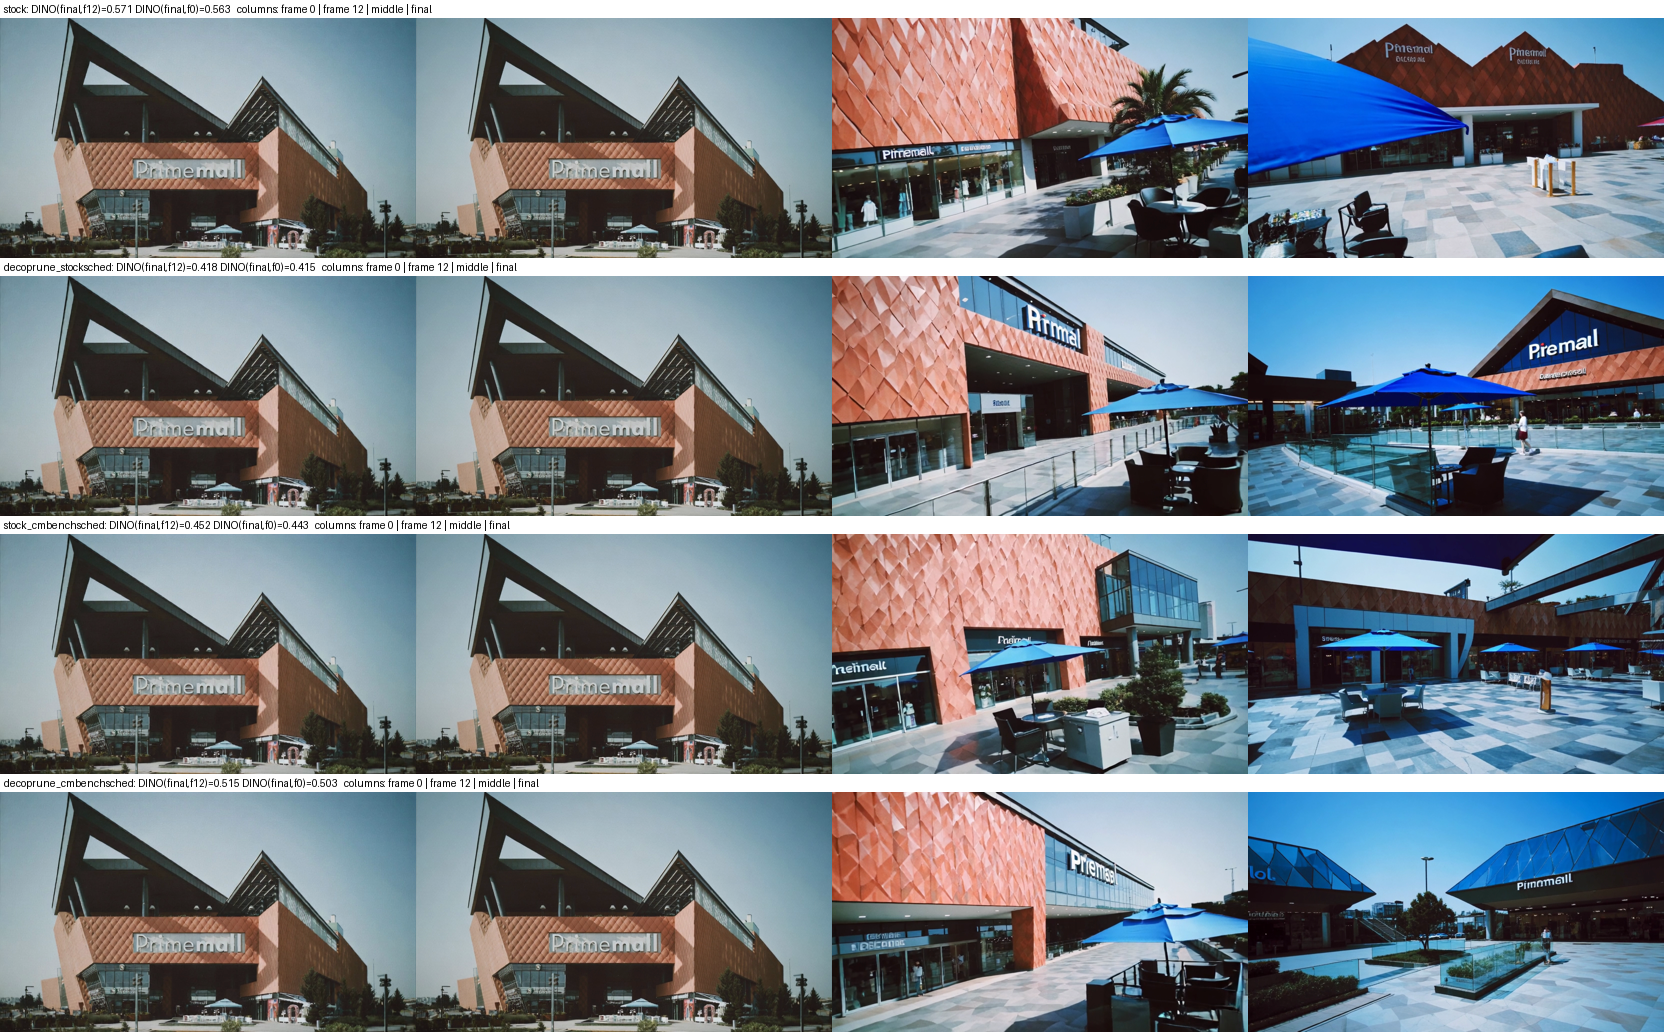 stock: DINO(final,f12)=0.571 DINO(final,f0)=0.563 columns: frame 0 | frame 12 | middle | final
Primemall Primemall Pimemall Pinemall Pinemall
decoprune_stocksched: DINO(final,f12)=0.418 DINO(final,f0)=0.415 columns: frame 0 | frame 12 | middle | final
Primemall Primemall Pirmal Piremall
stock_cmbenchsched: DINO(final,f12)=0.452 DINO(final,f0)=0.443 columns: frame 0 | frame 12 | middle | final
Primemall Primemall
decoprune_cmbenchsched: DINO(final,f12)=0.515 DINO(final,f0)=0.503 columns: frame 0 | frame 12 | middle | final
Primemall Primemall